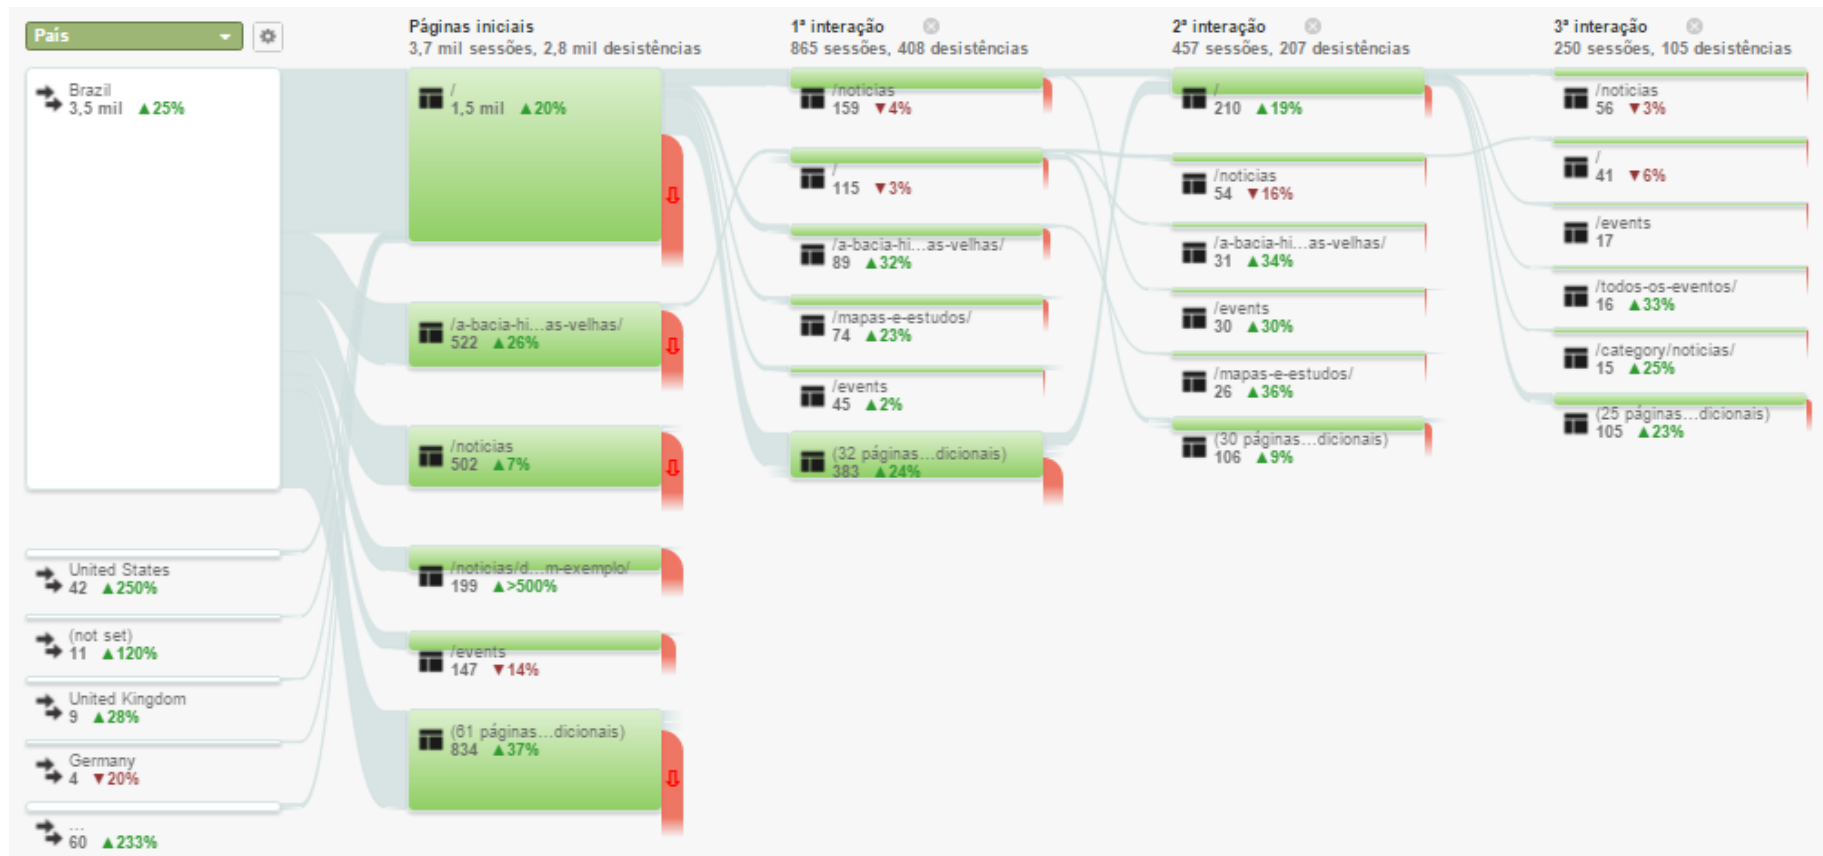 País
Brazil
3,5 mil ▲25%
United States
42 ▲250%
(not set)
11 ▲120%
United Kingdom
9 ▲28%
Germany
4 ▼20%
...
60 ▲233%
Páginas iniciais
3,7 mil sessões, 2,8 mil desistências
/
1,5 mil ▲20%
/a-bacia-hi...as-velhas/
522 ▲26%
/noticias
502 ▲7%
/noticias/d...m-exemplo/
199 ▲>500%
/events
147 ▼14%
(61 páginas...dicionais)
834 ▲37%
1ª interação
865 sessões, 408 desistências
/noticias
159 ▼4%
/
115 ▼3%
/a-bacia-hi...as-velhas/
89 ▲32%
/mapas-e-estudos/
74 ▲23%
/events
45 ▲2%
(32 páginas...dicionais)
383 ▲24%
2ª interação
457 sessões, 207 desistências
/
210 ▲19%
/noticias
54 ▼16%
/a-bacia-hi...as-velhas/
31 ▲34%
/events
30 ▲30%
/mapas-e-estudos/
26 ▲36%
(30 páginas...dicionais)
106 ▲9%
3ª interação
250 sessões, 105 desistências
/noticias
56 ▼3%
/
41 ▼6%
/events
17
/todos-os-eventos/
16 ▲33%
/category/noticias/
15 ▲25%
(25 páginas...dicionais)
105 ▲23%